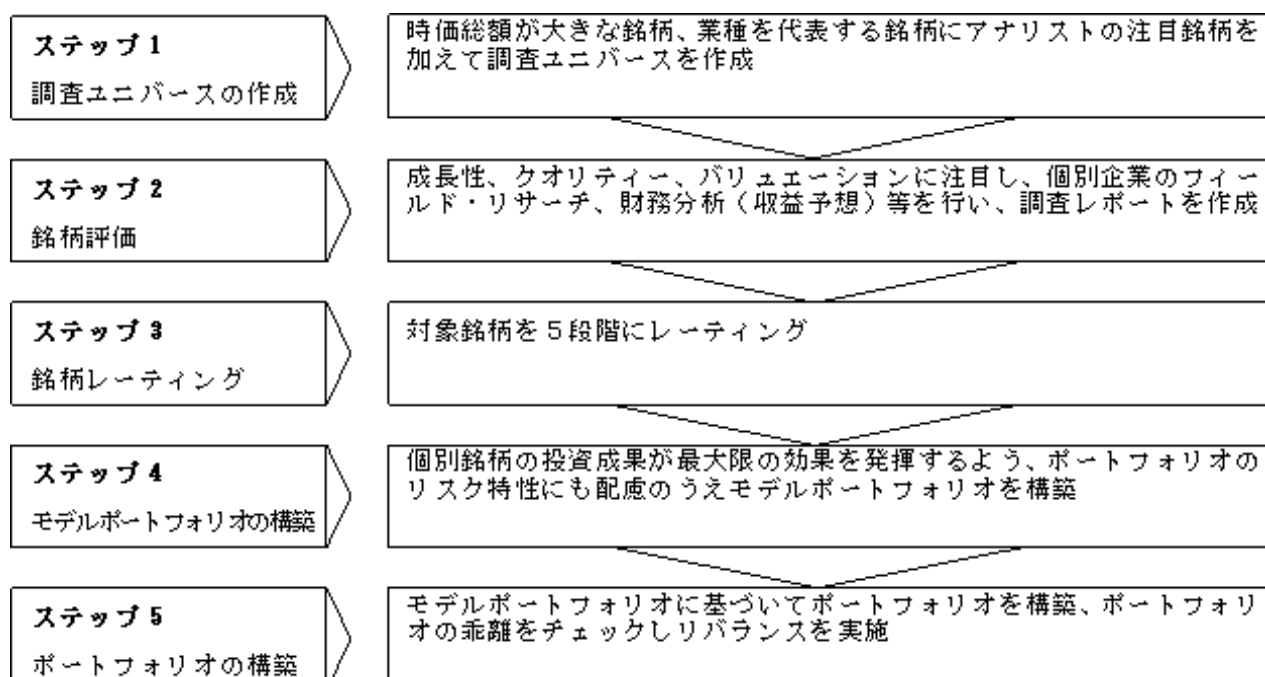 ステップ1
調査ユニバースの作成
時価総額が大きな銘柄、業種を代表する銘柄にアナリストの注目銘柄を
加えて調査ユニバースを作成
ステップ2
銘柄評価
成長性、クオリティー、バリュエーションに注目し、個別企業のフィー
ルド・リサーチ、財務分析（収益予想）等を行い、調査レポートを作成
ステップ3
銘柄レーティング
対象銘柄を5段階にレーティング
ステップ4
モデルポートフォリオの構築
個別銘柄の投資成果が最大限の効果を発揮するよう、ポートフォリオの
リスク特性にも配慮のうえモデルポートフォリオを構築
ステップ5
ポートフォリオの構築
モデルポートフォリオに基づいてポートフォリオを構築、ポートフォリ
オの乖離をチェックしリバランスを実施